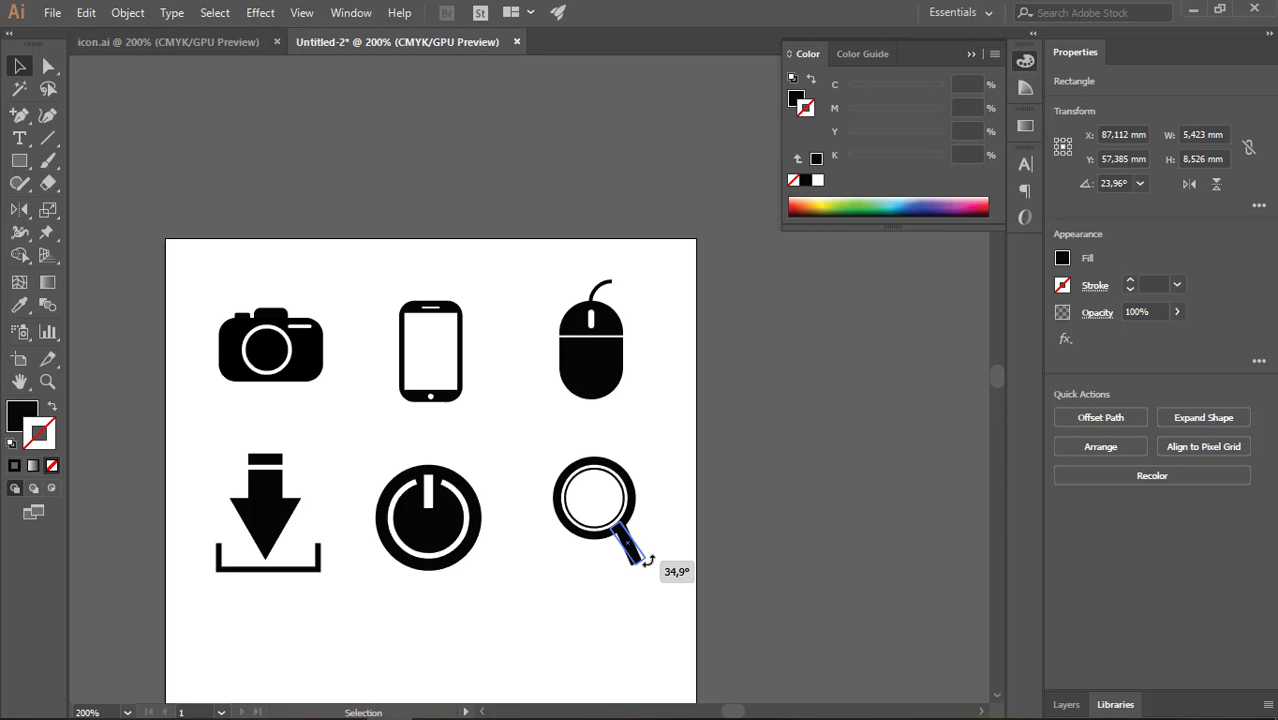 Ai File Edit Object Type Select Effect View Window Help Br St Essentials Search Adobe Stock
icon.ai @ 200% (CMYK/GPU Preview) × Untitled-2* @ 200% (CMYK/GPU Preview) ×
Color Color Guide
C %
M %
Y %
K %
Properties
Rectangle
Transform
X: 87,112 mm W: 5,423 mm
Y: 57,385 mm H: 8,526 mm
23,96°
Appearance
Fill
Stroke
Opacity 100%
fx.
Quick Actions
Offset Path Expand Shape
Arrange Align to Pixel Grid
Recolor
34,9°
200% 1 Selection
Layers Libraries